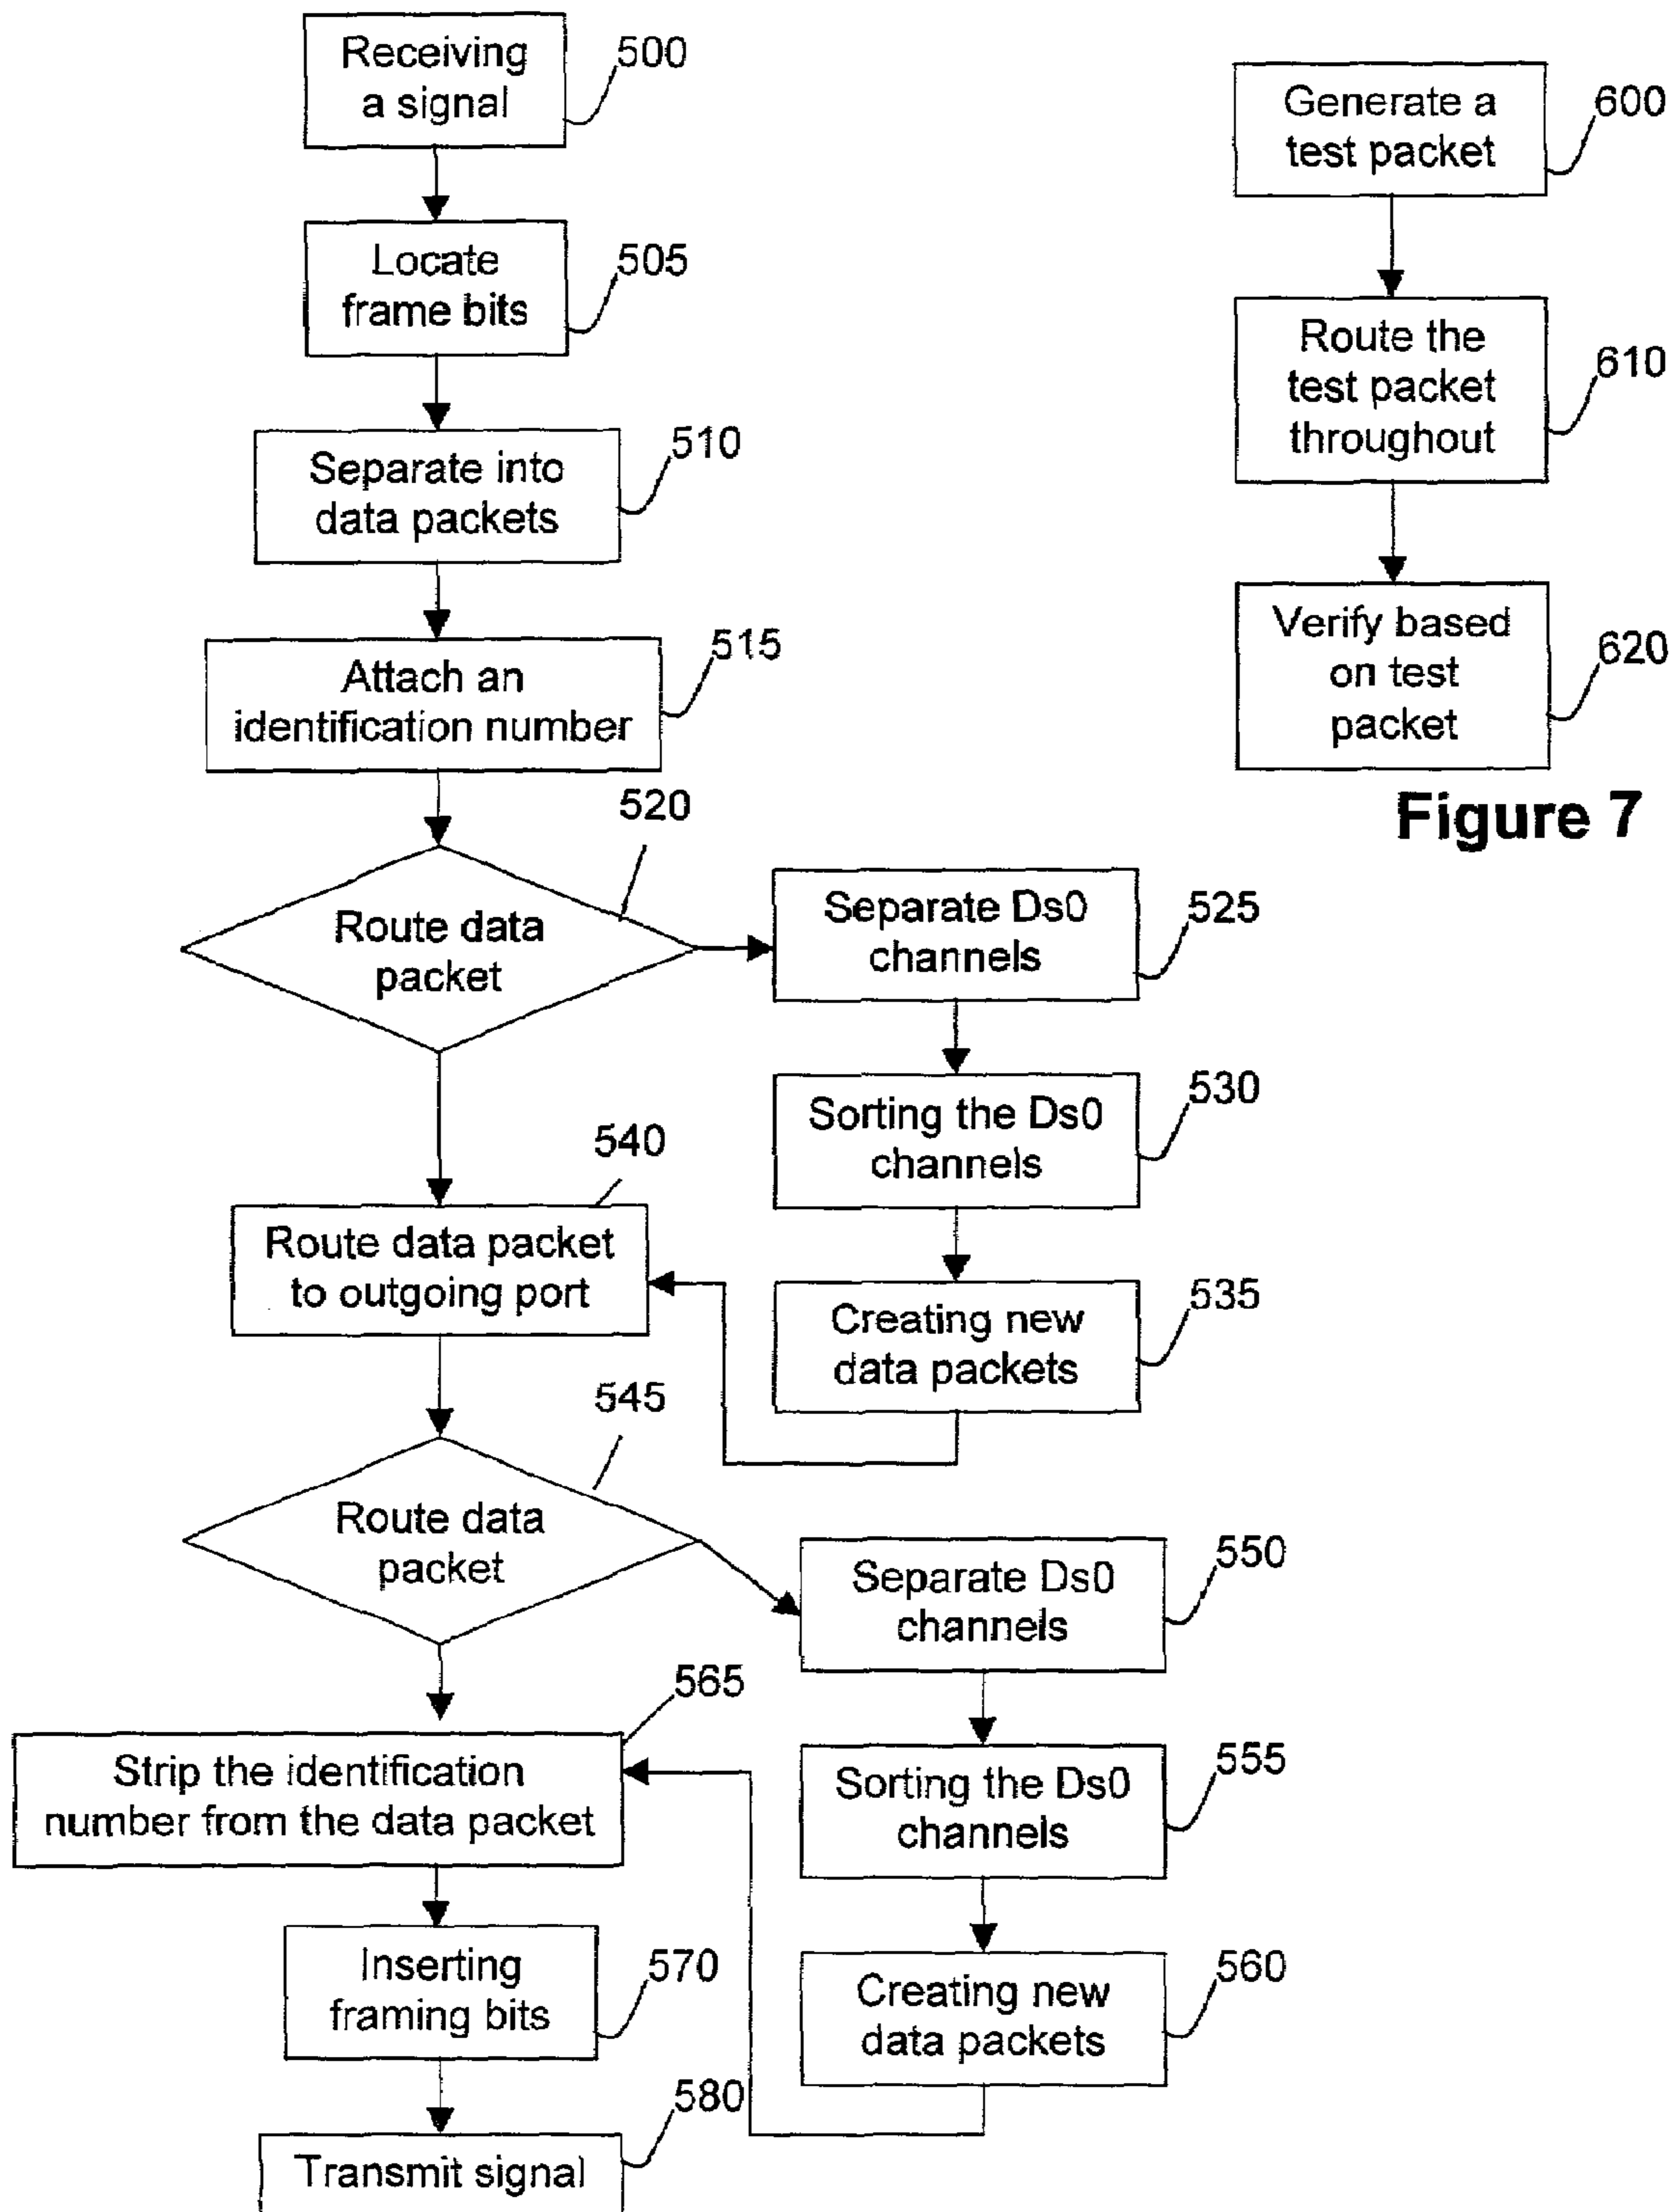 Receiving
a signal
500
Locate
frame bits
505
Separate into
data packets
510
Attach an
identification number
515
Route data
packet
520
Separate Ds0
channels
525
Sorting the Ds0
channels
530
Creating new
data packets
535
Route data packet
to outgoing port
540
Route data
packet
545
Separate Ds0
channels
550
Sorting the Ds0
channels
555
Creating new
data packets
560
Strip the identification
number from the data packet
565
Inserting
framing bits
570
Transmit signal
580
Generate a
test packet
600
Route the
test packet
throughout
610
Verify based
on test
packet
620
Figure 7